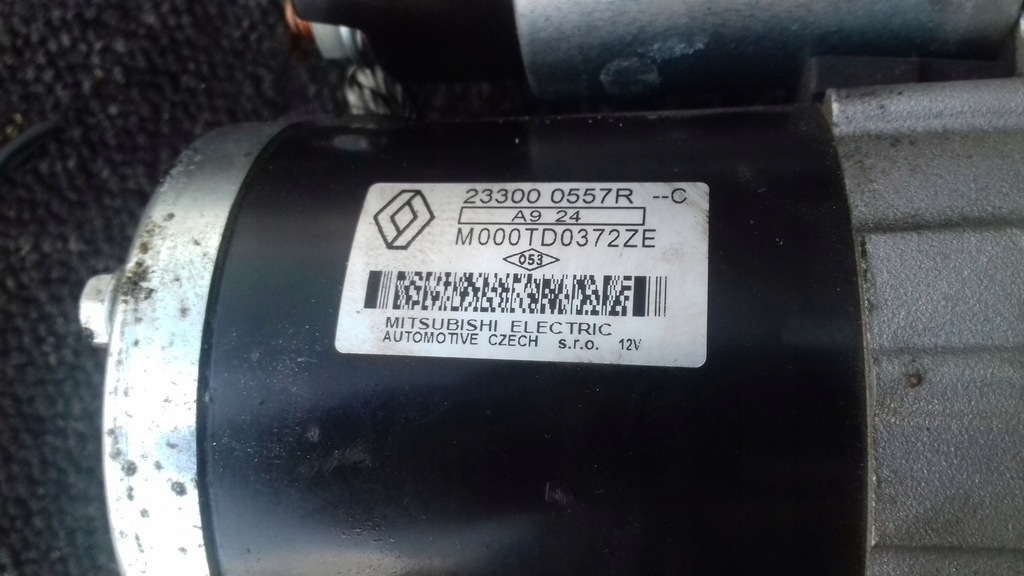 23300 0557R --C
A9 24
M000TD0372ZE
053
MITSUBISHI ELECTRIC
AUTOMOTIVE CZECH s.r.o. 12V